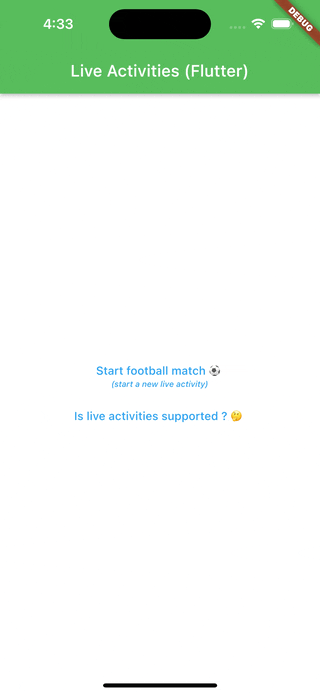 4:33
DEBUG
Live Activities (Flutter)
Start football match ⚽
(start a new live activity)
Is live activities supported ? 🤔